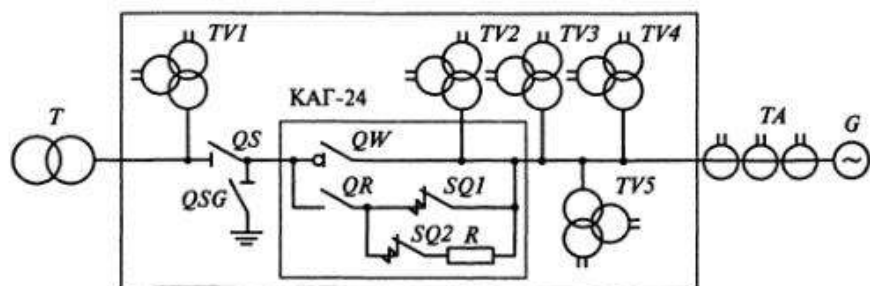 TV1
TV2
TV3
TV4
КАГ-24
T
QS
QW
TA
G
QSG
QR
SQ1
TV5
SQ2
R
~